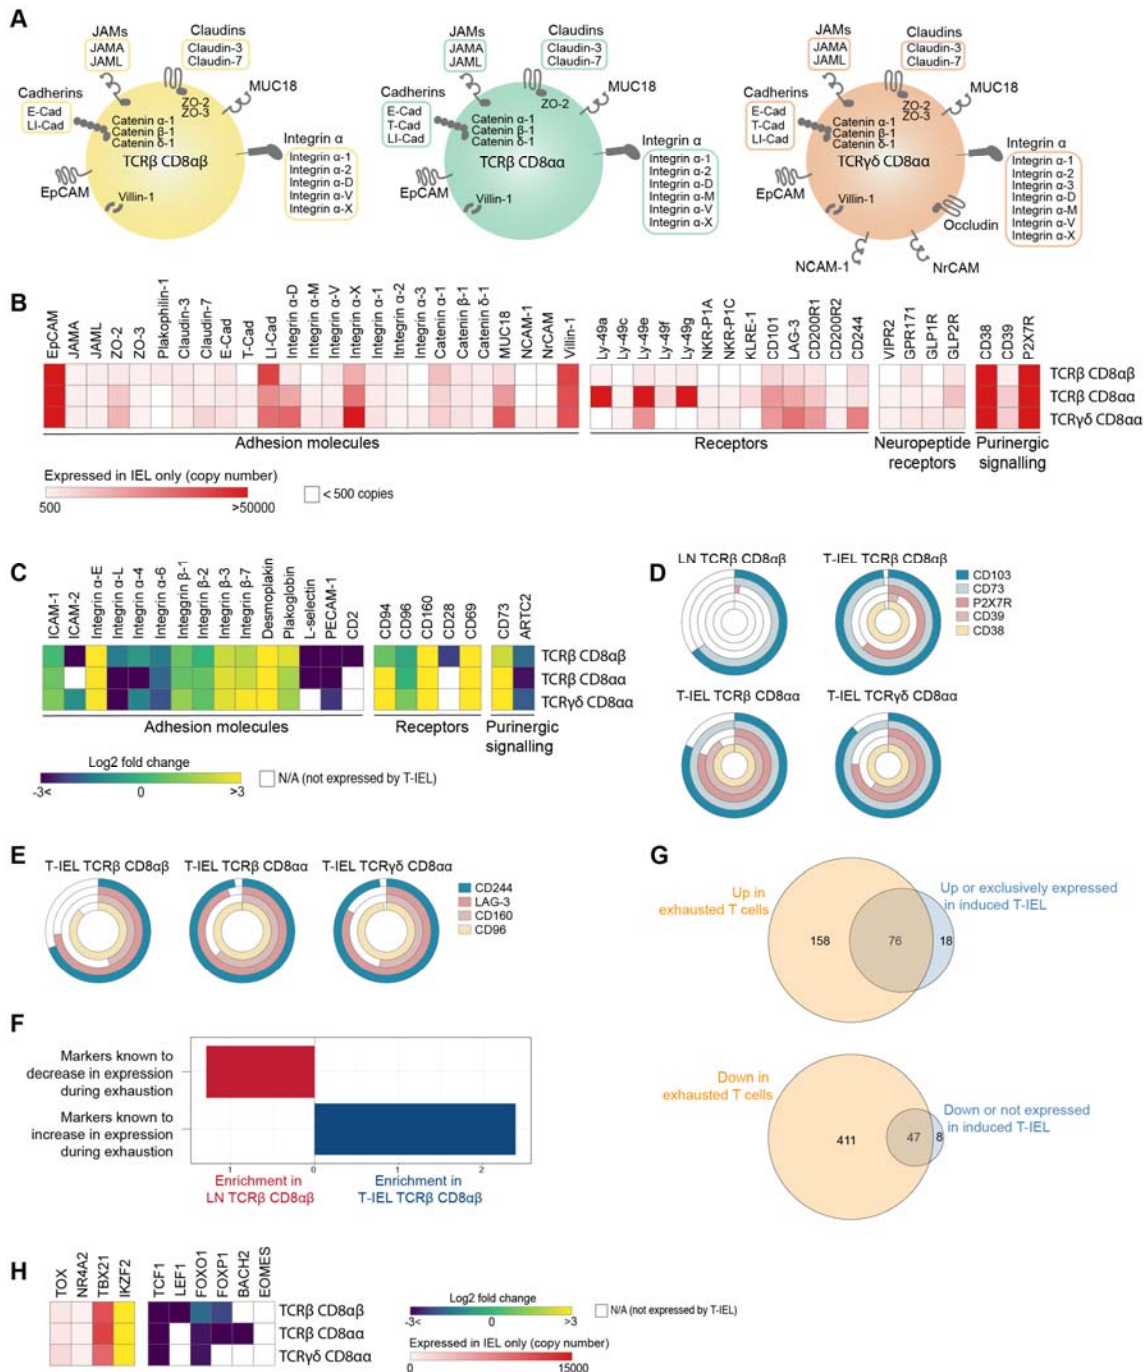 A
JAMs
JAMA
JAML
Claudins
Claudin-3
Claudin-7
Cadherins
E-Cad
LI-Cad
ZO-2
ZO-3
MUC18
Catenin α-1
Catenin β-1
Catenin δ-1
TCRβ CD8αβ
Integrin α
Integrin α-1
Integrin α-2
Integrin α-D
Integrin α-V
Integrin α-X
EpCAM
Villin-1
JAMs
JAMA
JAML
Claudins
Claudin-3
Claudin-7
Cadherins
E-Cad
T-Cad
LI-Cad
ZO-2
MUC18
Catenin α-1
Catenin β-1
Catenin δ-1
TCRβ CD8αα
Integrin α
Integrin α-1
Integrin α-2
Integrin α-D
Integrin α-M
Integrin α-V
Integrin α-X
EpCAM
Villin-1
JAMs
JAMA
JAML
Claudins
Claudin-3
Claudin-7
Cadherins
E-Cad
T-Cad
LI-Cad
ZO-2
ZO-3
MUC18
Catenin α-1
Catenin β-1
Catenin δ-1
TCRγδ CD8αα
Integrin α
Integrin α-1
Integrin α-2
Integrin α-3
Integrin α-D
Integrin α-M
Integrin α-V
Integrin α-X
EpCAM
Villin-1
Occludin
NCAM-1
NrCAM
B
EpCAM
JAMA
JAML
ZO-2
ZO-3
Plakophilin-1
Claudin-3
Claudin-7
E-Cad
T-Cad
LI-Cad
Integrin α-D
Integrin α-M
Integrin α-V
Integrin α-X
Integrin α-1
Itntegrin α-2
Integrin α-3
Catenin α-1
Catenin β-1
Catenin δ-1
MUC18
NCAM-1
NrCAM
Villin-1
Ly-49a
Ly-49c
Ly-49e
Ly-49f
Ly-49g
NKR-P1A
NKR-P1C
KLRE-1
CD101
LAG-3
CD200R1
CD200R2
CD244
VIPR2
GPR171
GLP1R
GLP2R
CD38
CD39
P2X7R
TCRβ CD8αβ
TCRβ CD8αα
TCRγδ CD8αα
Adhesion molecules
Receptors
Neuropeptide
receptors
Purinergic
signalling
Expressed in IEL only (copy number)
500
>50000
< 500 copies
C
ICAM-1
ICAM-2
Integrin α-E
Integrin α-L
Integrin α-4
Integrin α-6
Integgrin β-1
Integrin β-2
Integrin β-3
Integrin β-7
Desmoplakin
Plakoglobin
L-selectin
PECAM-1
CD2
CD94
CD96
CD160
CD28
CD69
CD73
ARTC2
TCRβ CD8αβ
TCRβ CD8αα
TCRγδ CD8αα
Adhesion molecules
Receptors
Purinergic
signalling
Log2 fold change
-3<
0
>3
N/A (not expressed by T-IEL)
D
LN TCRβ CD8αβ
T-IEL TCRβ CD8αβ
CD103
CD73
P2X7R
CD39
CD38
T-IEL TCRβ CD8αα
T-IEL TCRγδ CD8αα
E
T-IEL TCRβ CD8αβ
T-IEL TCRβ CD8αα
T-IEL TCRγδ CD8αα
CD244
LAG-3
CD160
CD96
F
Markers known to
decrease in expression
during exhaustion
Markers known to
increase in expression
during exhaustion
1
0
1
2
Enrichment in
LN TCRβ CD8αβ
Enrichment in
T-IEL TCRβ CD8αβ
G
Up in
exhausted T cells
Up or exclusively expressed
in induced T-IEL
158
76
18
Down in
exhausted T cells
Down or not expressed
in induced T-IEL
411
47
8
H
TOX
NR4A2
TBX21
IKZF2
TCF1
LEF1
FOXO1
FOXP1
BACH2
EOMES
TCRβ CD8αβ
TCRβ CD8αα
TCRγδ CD8αα
Log2 fold change
-3<
0
>3
N/A (not expressed by T-IEL)
Expressed in IEL only (copy number)
0
15000